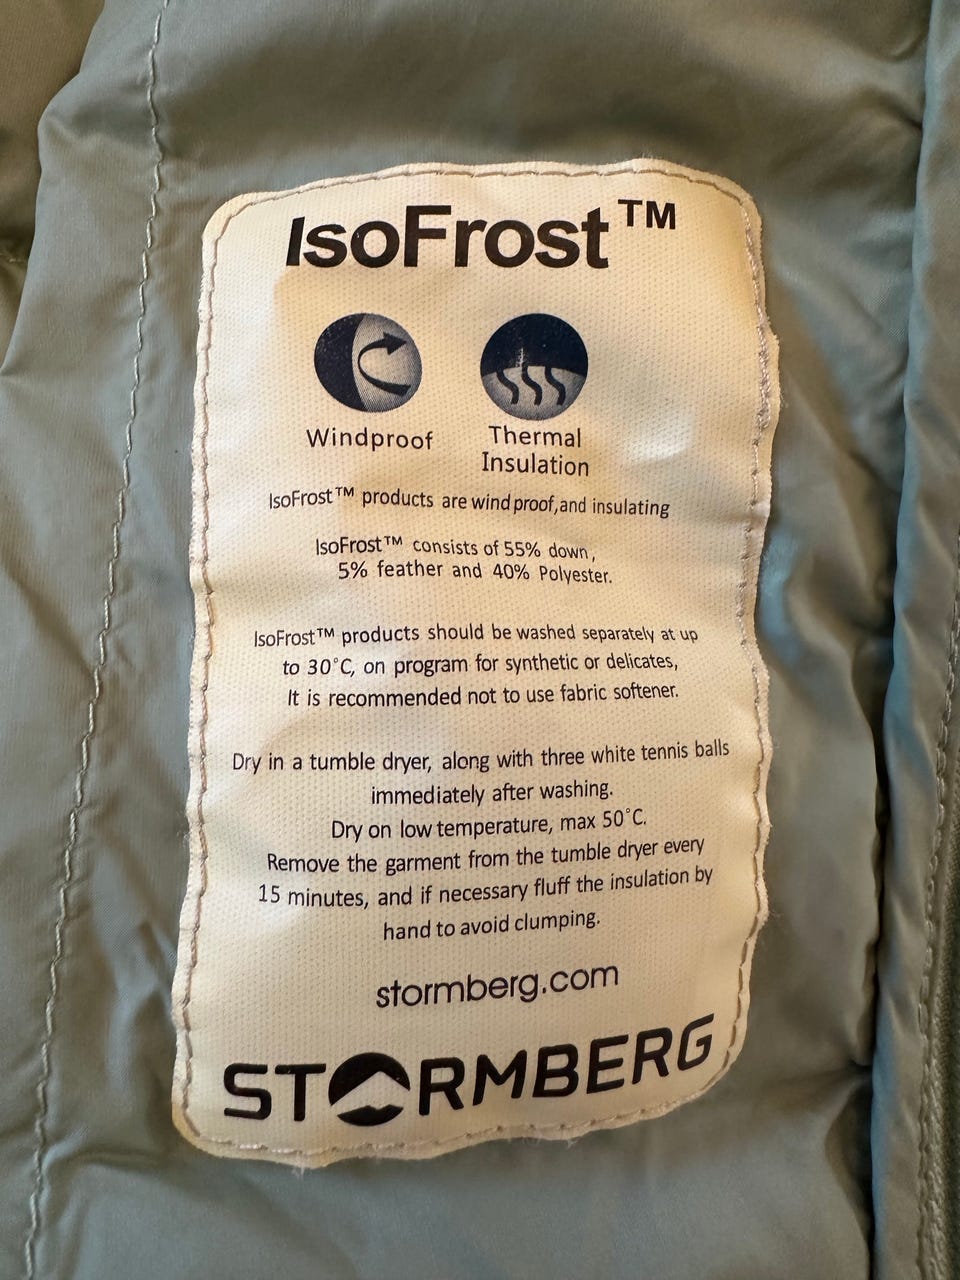 IsoFrost™
Windproof
Thermal
Insulation
IsoFrost™ products are windproof,and insulating
IsoFrost™ consists of 55% down,
5% feather and 40% Polyester.
IsoFrost™ products should be washed separately at up
to 30°C, on program for synthetic or delicates,
It is recommended not to use fabric softener.
Dry in a tumble dryer, along with three white tennis balls
immediately after washing.
Dry on low temperature, max 50°C.
Remove the garment from the tumble dryer every
15 minutes, and if necessary fluff the insulation by
hand to avoid clumping.
stormberg.com
STORMBERG